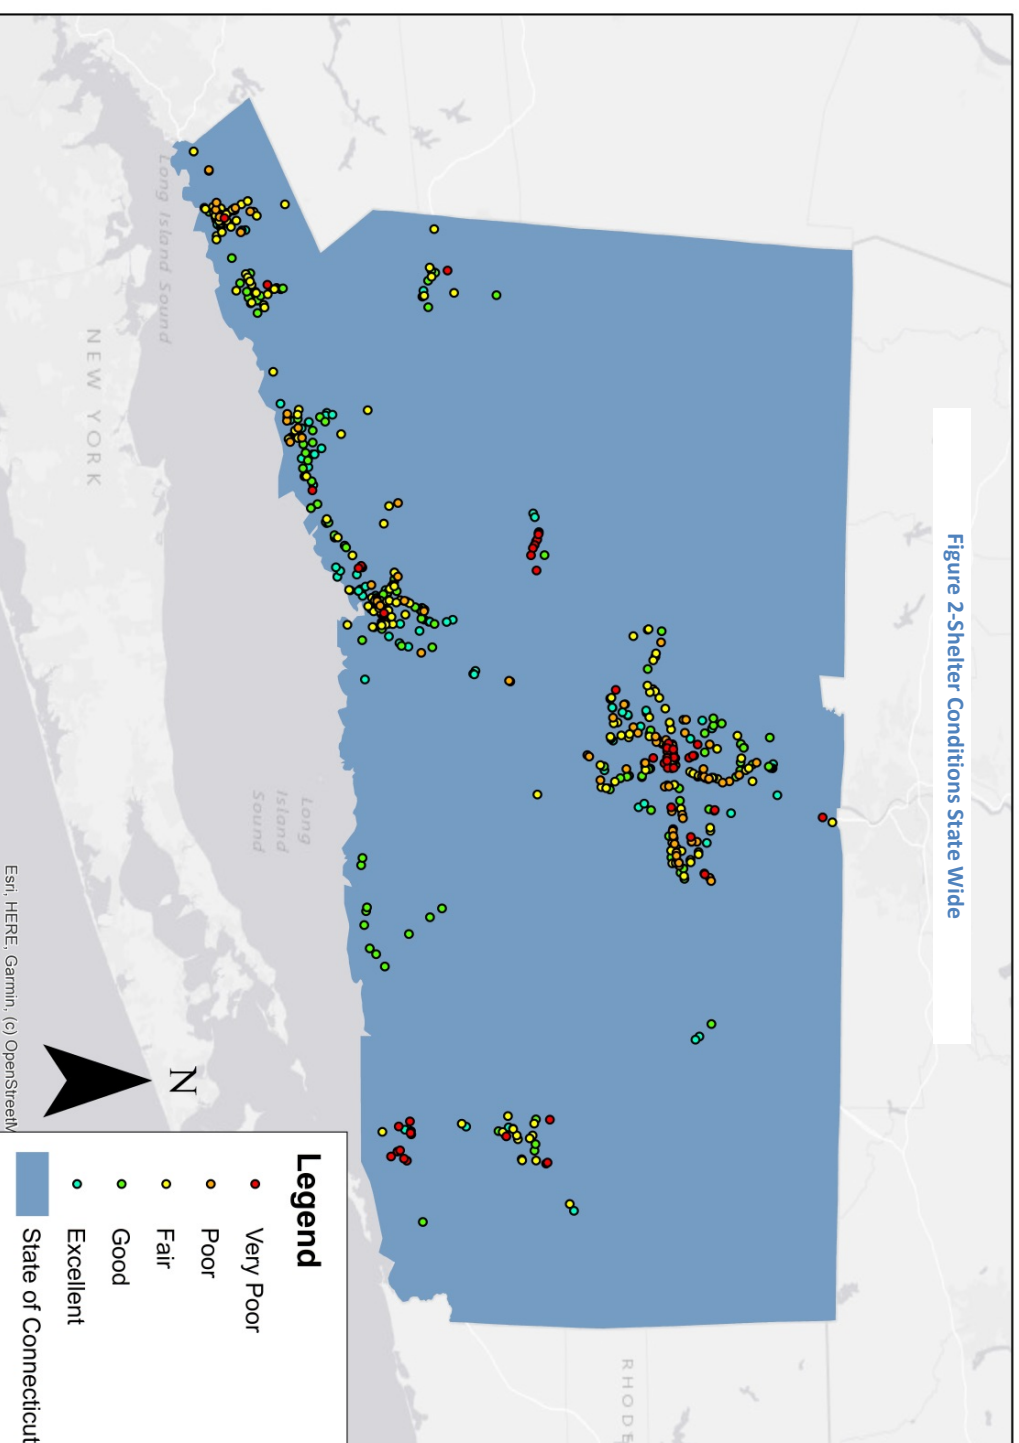 Figure 2-Shelter Conditions State Wide
Long Island Sound
NEW YORK
Long
Island
Sound
RHODE
N
Esri, HERE, Garmin, (c) OpenStreetM
Legend
Very Poor
Poor
Fair
Good
Excellent
State of Connecticut